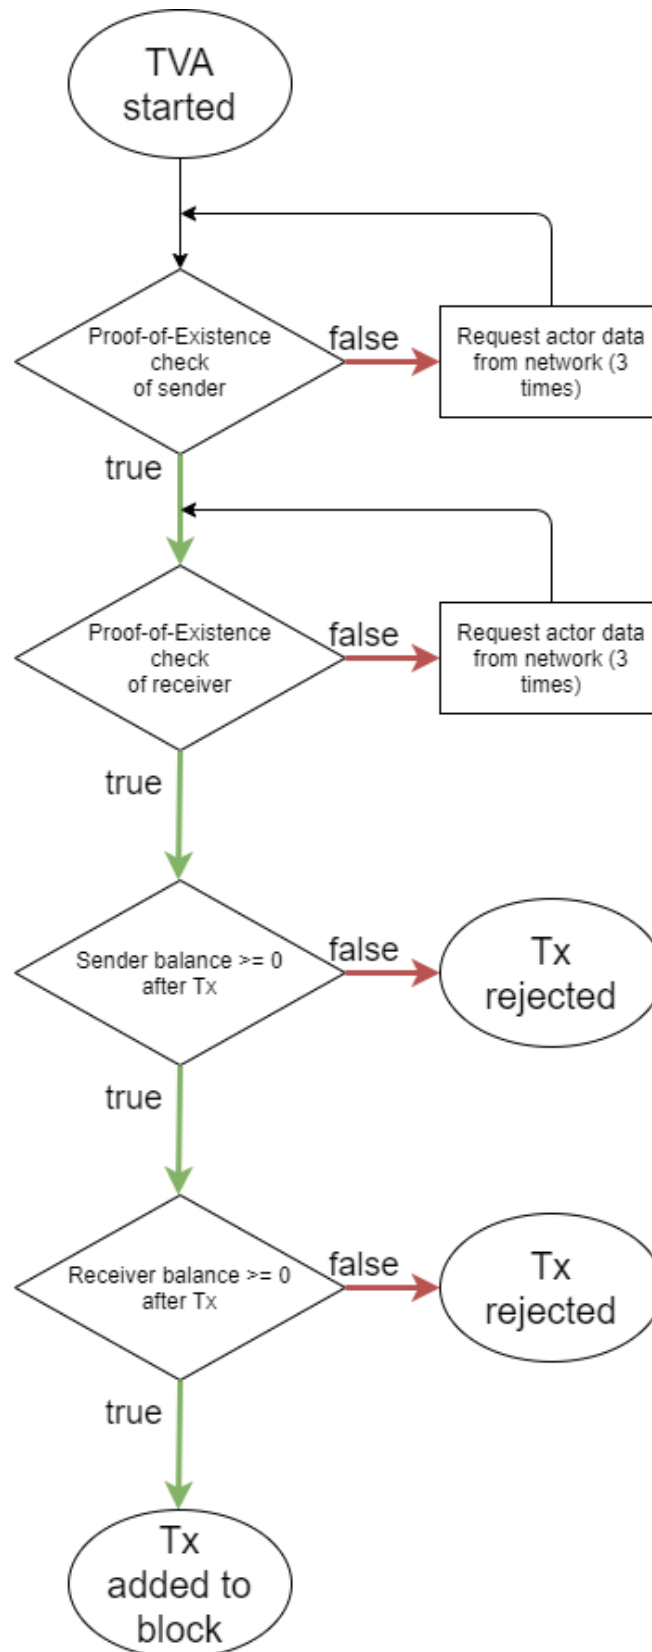 TVA
started
Proof-of-Existence
check
of sender
false
Request actor data
from network (3
times)
true
Proof-of-Existence
check
of receiver
false
Request actor data
from network (3
times)
true
Sender balance >= 0
after Tx
false
Tx
rejected
true
Receiver balance >= 0
after Tx
false
Tx
rejected
true
Tx
added to
block